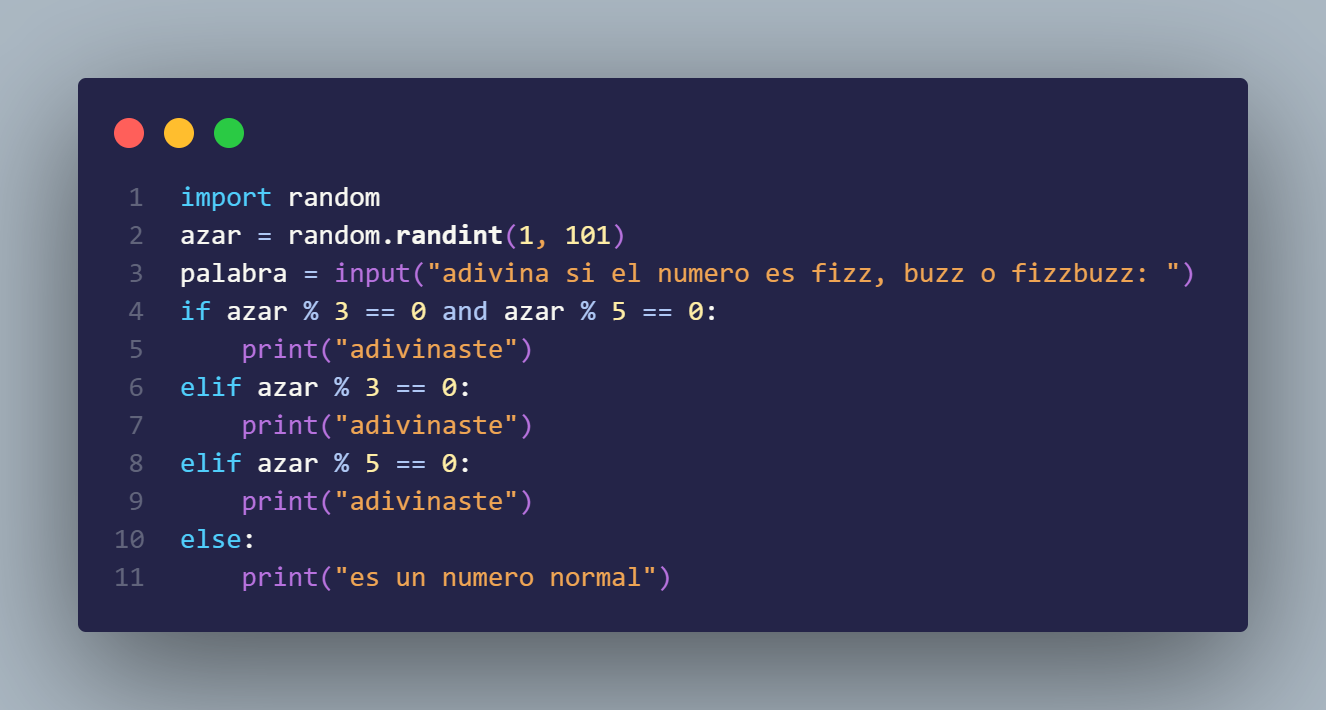 1 import random
2 azar = random.randint(1, 101)
3 palabra = input("adivina si el numero es fizz, buzz o fizzbuzz: ")
4 if azar % 3 == 0 and azar % 5 == 0:
5     print("adivinaste")
6 elif azar % 3 == 0:
7     print("adivinaste")
8 elif azar % 5 == 0:
9     print("adivinaste")
10 else:
11     print("es un numero normal")